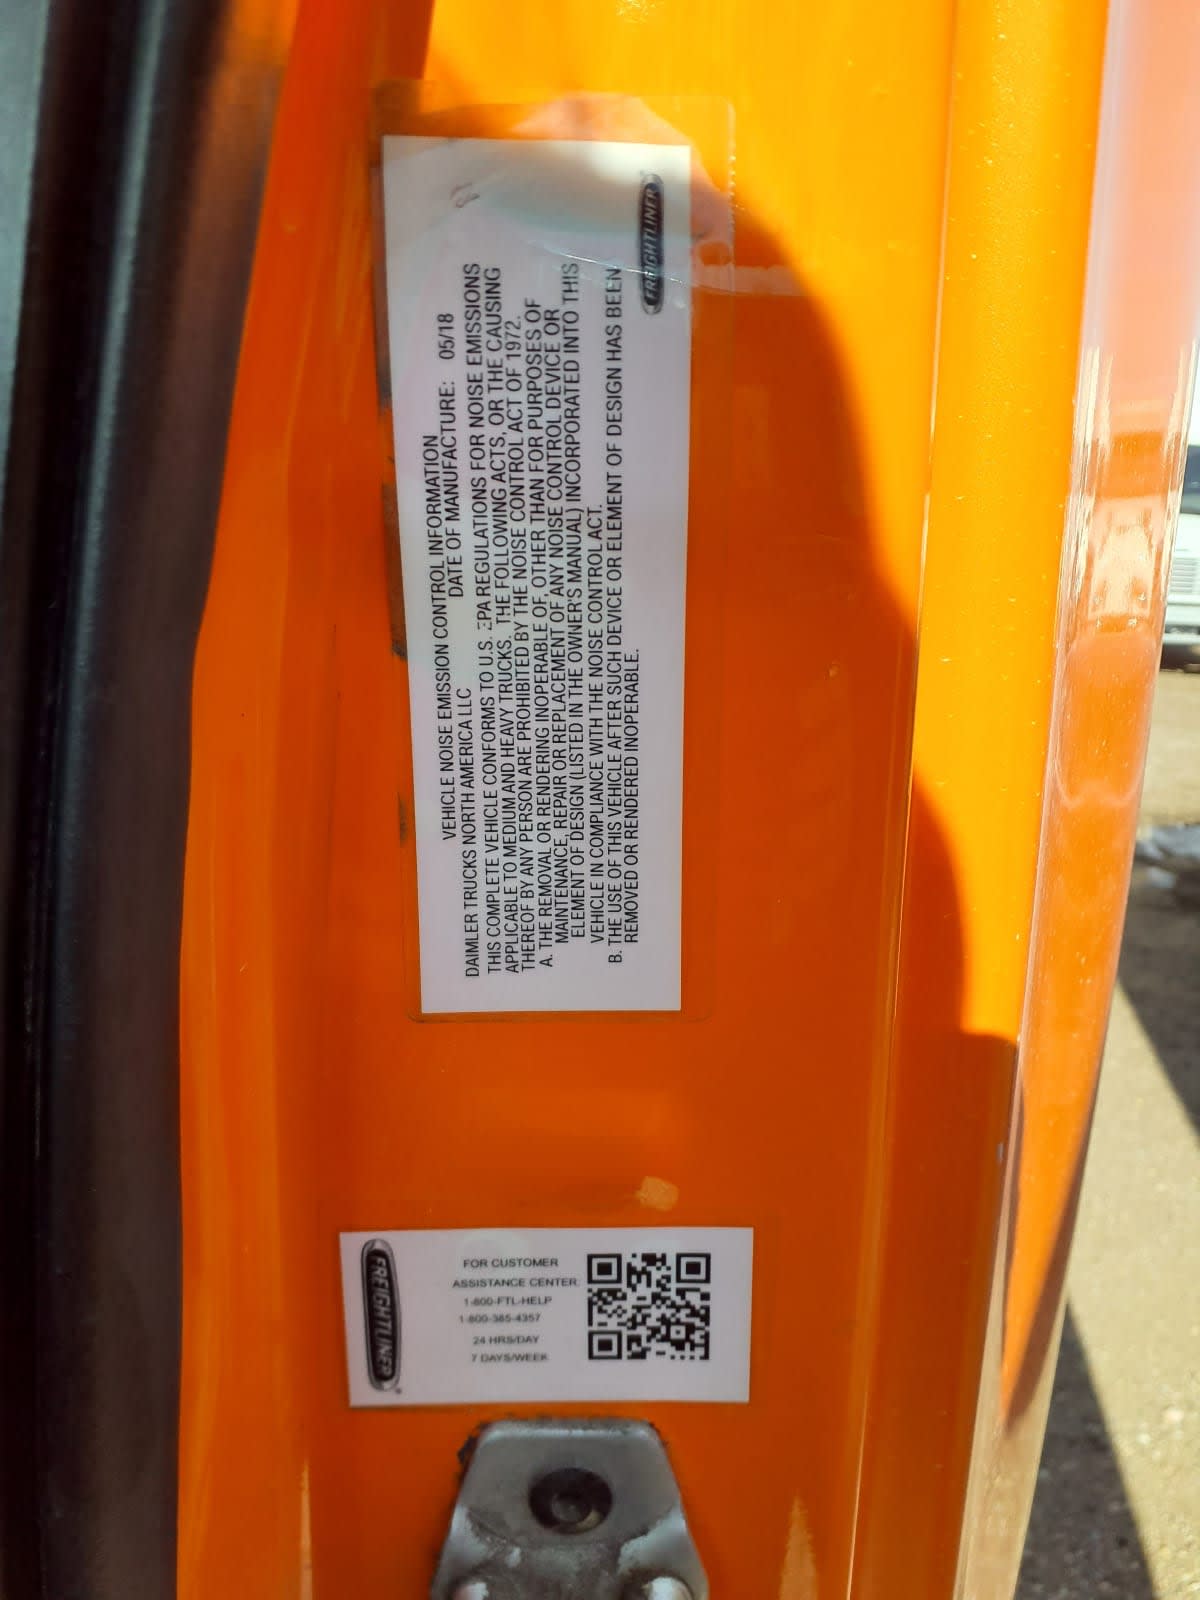 FREIGHTLINER
VEHICLE NOISE EMISSION CONTROL INFORMATION
DAIMLER TRUCKS NORTH AMERICA LLC DATE OF MANUFACTURE: 05/18
THIS COMPLETE VEHICLE CONFORMS TO U.S. EPA REGULATIONS FOR NOISE EMISSIONS
APPLICABLE TO MEDIUM AND HEAVY TRUCKS. THE FOLLOWING ACTS, OR THE CAUSING
THEREOF BY ANY PERSON ARE PROHIBITED BY THE NOISE CONTROL ACT OF 1972.
A. THE REMOVAL OR RENDERING INOPERABLE OF, OTHER THAN FOR PURPOSES OF
MAINTENANCE, REPAIR OR REPLACEMENT OF ANY NOISE CONTROL DEVICE OR
ELEMENT OF DESIGN (LISTED IN THE OWNER'S MANUAL) INCORPORATED INTO THIS
VEHICLE IN COMPLIANCE WITH THE NOISE CONTROL ACT.
B. THE USE OF THIS VEHICLE AFTER SUCH DEVICE OR ELEMENT OF DESIGN HAS BEEN
REMOVED OR RENDERED INOPERABLE.
FREIGHTLINER
FOR CUSTOMER
ASSISTANCE CENTER:
1-800-FTL-HELP
1-800-385-4357
24 HRS/DAY
7 DAYS/WEEK